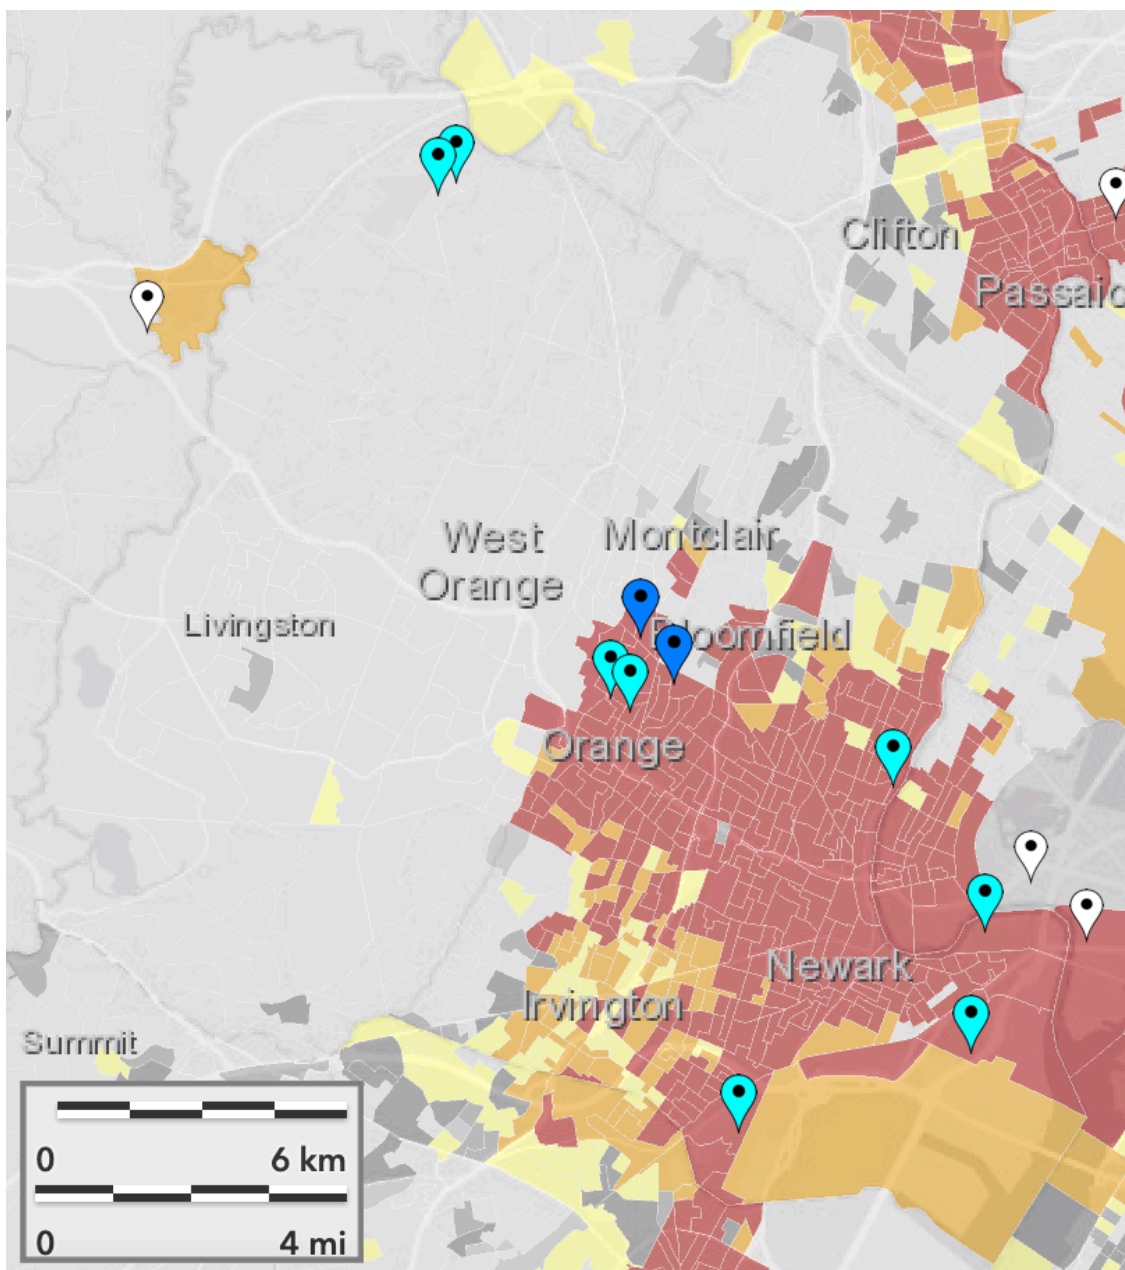 Clifton
Passaic
West
Orange
Montclair
Livingston
Bloomfield
Orange
Newark
Irvington
Summit
0 6 km
0 4 mi